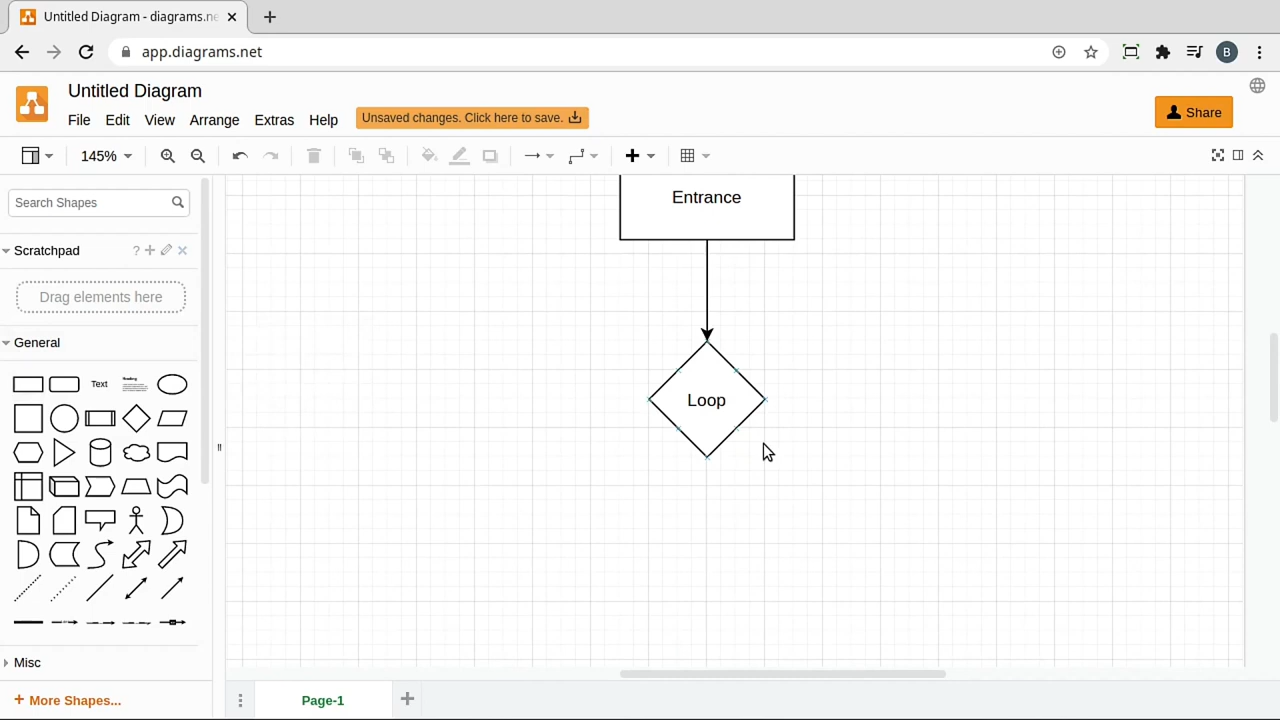 Untitled Diagram - diagrams.ne
app.diagrams.net
B
Untitled Diagram
File Edit View Arrange Extras Help
Unsaved changes. Click here to save.
Share
145%
Search Shapes
Scratchpad
?
Drag elements here
General
Text
Heading
Misc
+ More Shapes...
Entrance
Loop
Page-1